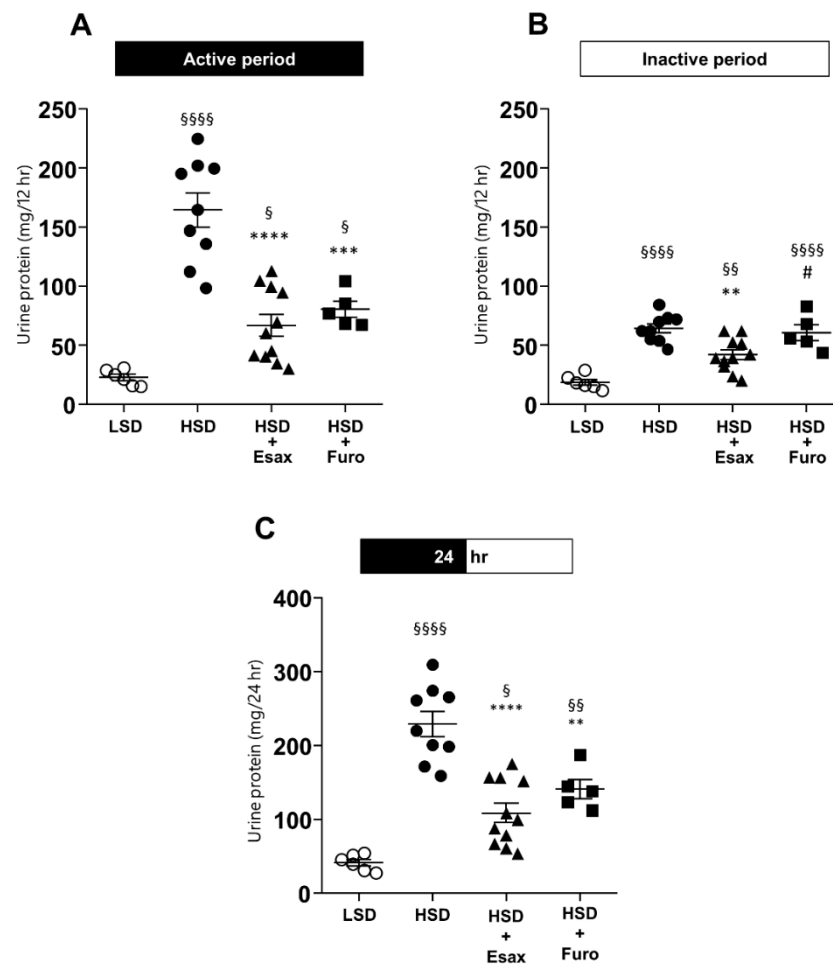 A
Active period
Urine protein (mg/12 hr)
250
200
150
100
50
0
§§§§
§
****
§
***
LSD
HSD
HSD
+
Esax
HSD
+
Furo
B
Inactive period
Urine protein (mg/12 hr)
250
200
150
100
50
0
§§§§
§§
**
§§§§
#
LSD
HSD
HSD
+
Esax
HSD
+
Furo
C
24 hr
Urine protein (mg/24 hr)
400
300
200
100
0
§§§§
§
****
§§
**
LSD
HSD
HSD
+
Esax
HSD
+
Furo